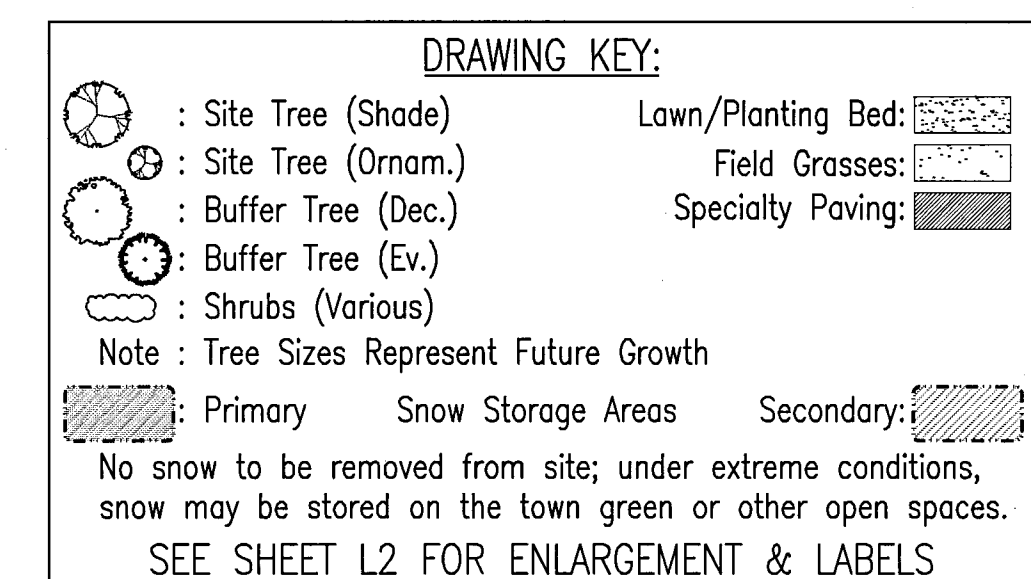 DRAWING KEY:
: Site Tree (Shade) Lawn/Planting Bed:
: Site Tree (Ornam.) Field Grasses:
: Buffer Tree (Dec.) Specialty Paving:
: Buffer Tree (Ev.)
: Shrubs (Various)
Note : Tree Sizes Represent Future Growth
: Primary Snow Storage Areas Secondary:
No snow to be removed from site; under extreme conditions,
snow may be stored on the town green or other open spaces.
SEE SHEET L2 FOR ENLARGEMENT & LABELS